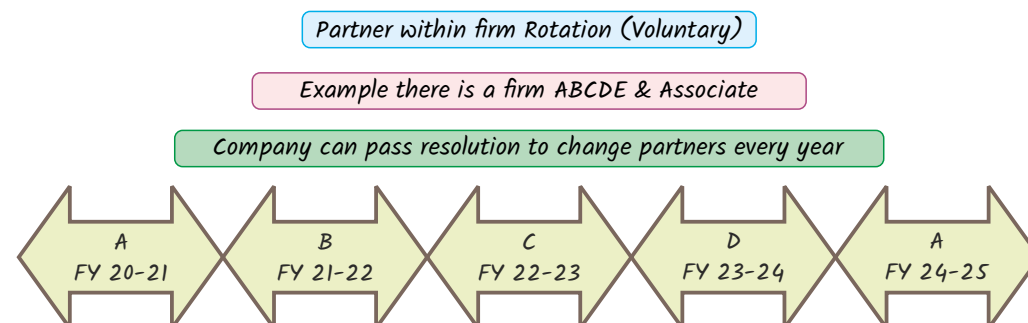 Partner within firm Rotation (Voluntary)
Example there is a firm ABCDE & Associate
Company can pass resolution to change partners every year
A
FY 20-21
B
FY 21-22
C
FY 22-23
D
FY 23-24
A
FY 24-25